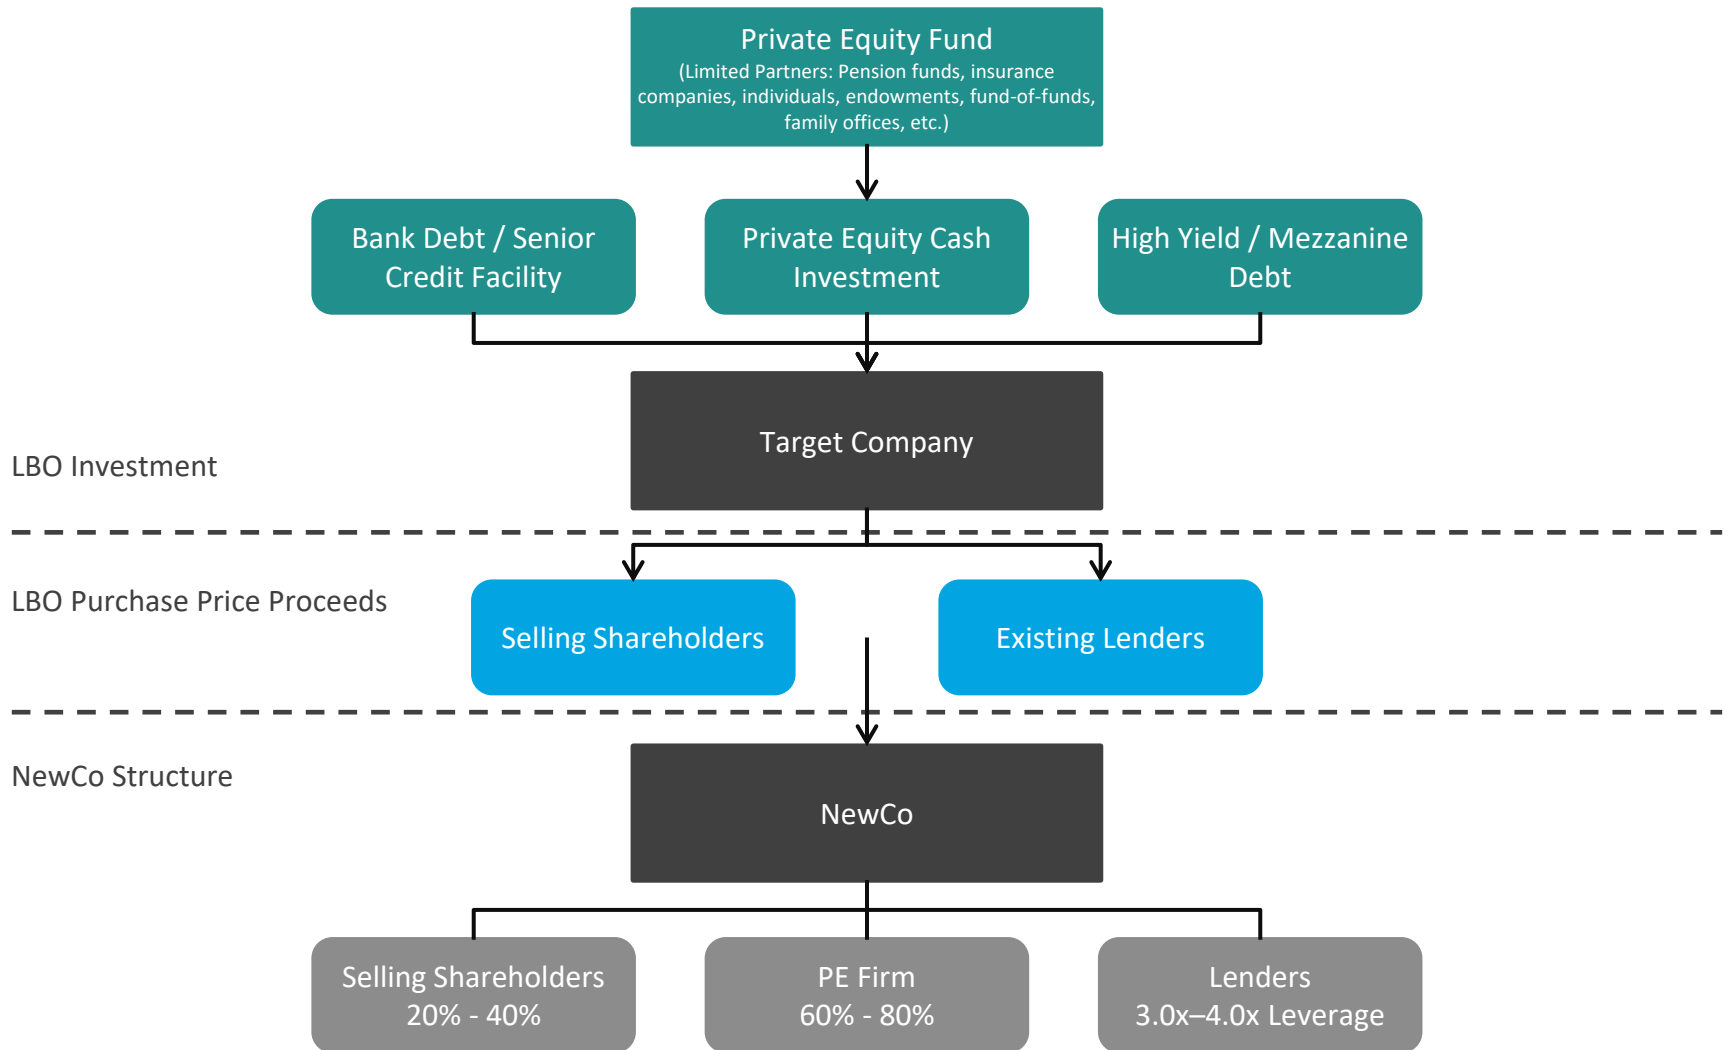 Private Equity Fund
(Limited Partners: Pension funds, insurance
companies, individuals, endowments, fund-of-funds,
family offices, etc.)
Bank Debt / Senior
Credit Facility
Private Equity Cash
Investment
High Yield / Mezzanine
Debt
Target Company
LBO Investment
LBO Purchase Price Proceeds
Selling Shareholders
Existing Lenders
NewCo Structure
NewCo
Selling Shareholders
20% - 40%
PE Firm
60% - 80%
Lenders
3.0x–4.0x Leverage